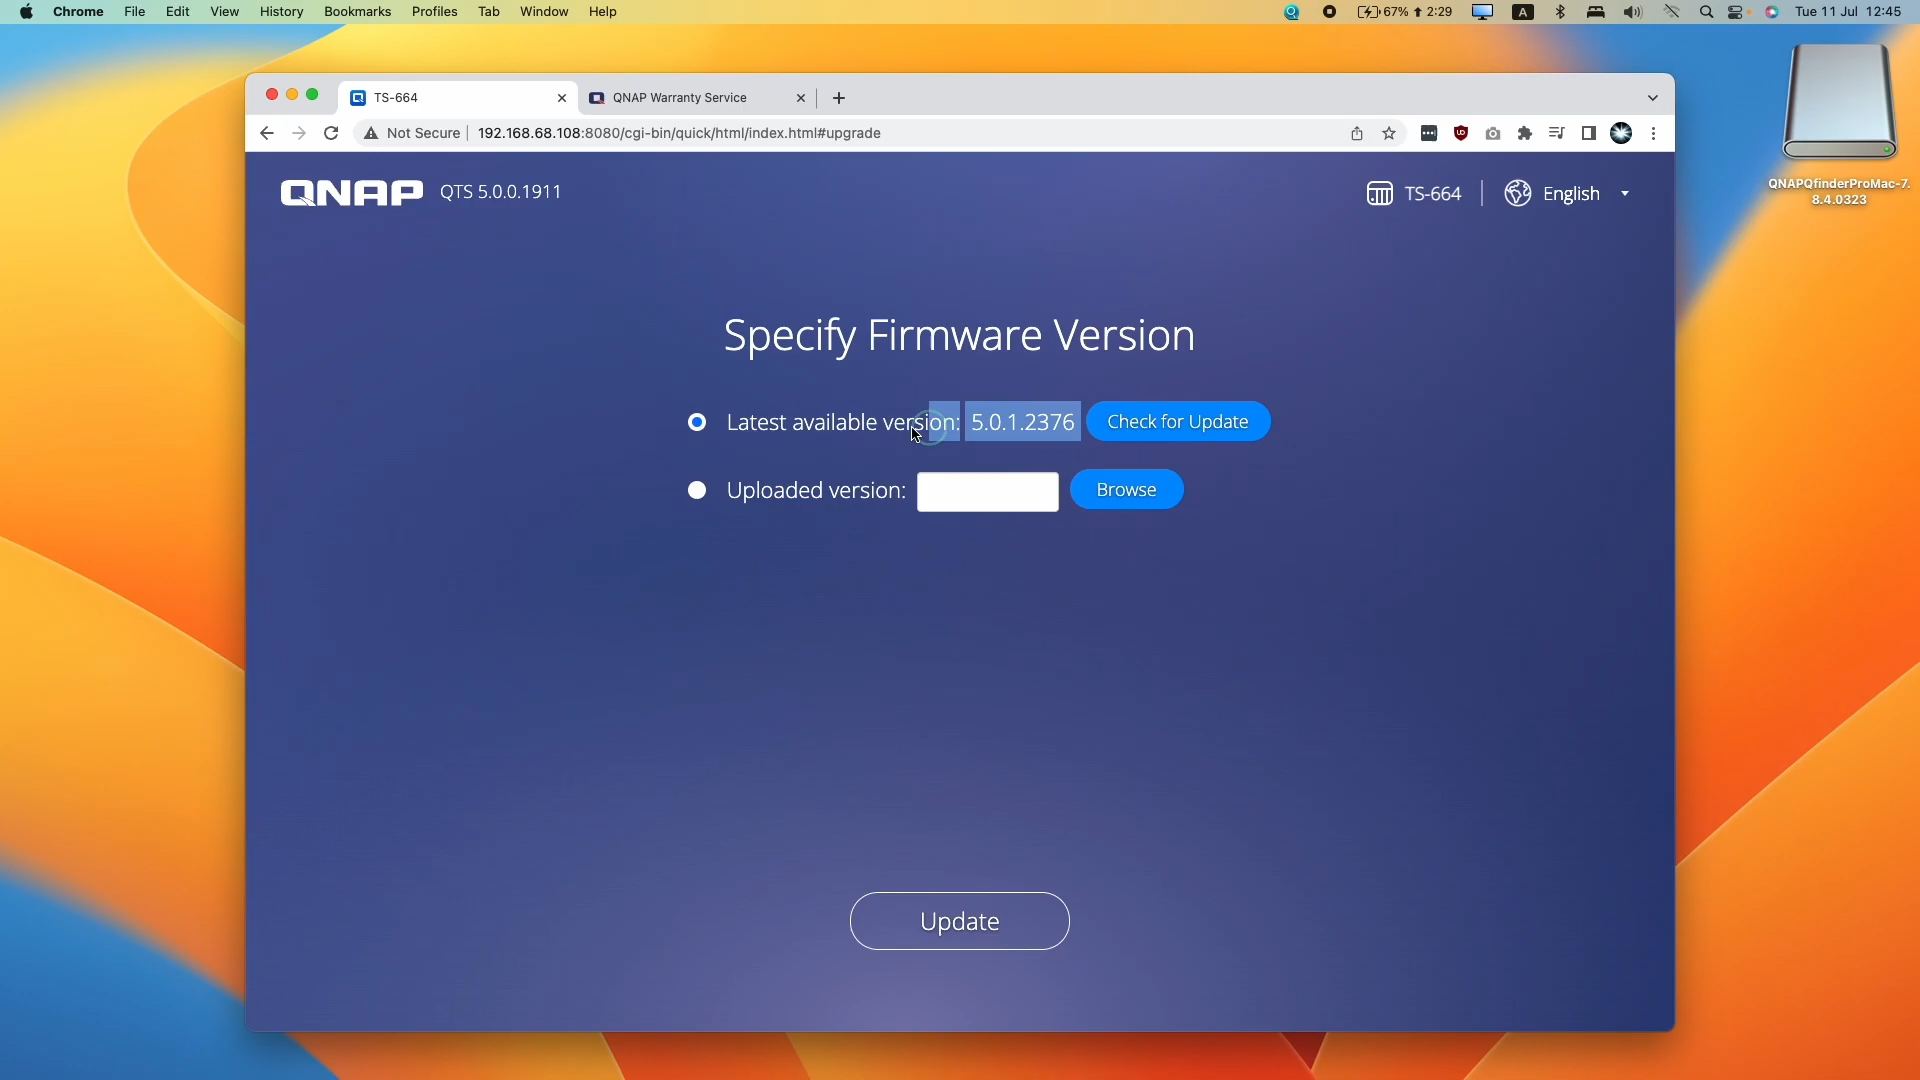 Chrome File Edit View History Bookmarks Profiles Tab Window Help 67% 2:29 A Tue 11 Jul 12:45
TS-664 QNAP Warranty Service
Not Secure 192.168.68.108:8080/cgi-bin/quick/html/index.html#upgrade
QNAPQfinderProMac-7.
8.4.0323
QNAP QTS 5.0.0.1911 TS-664 English
Specify Firmware Version
Latest available version: 5.0.1.2376 Check for Update
Uploaded version: Browse
Update